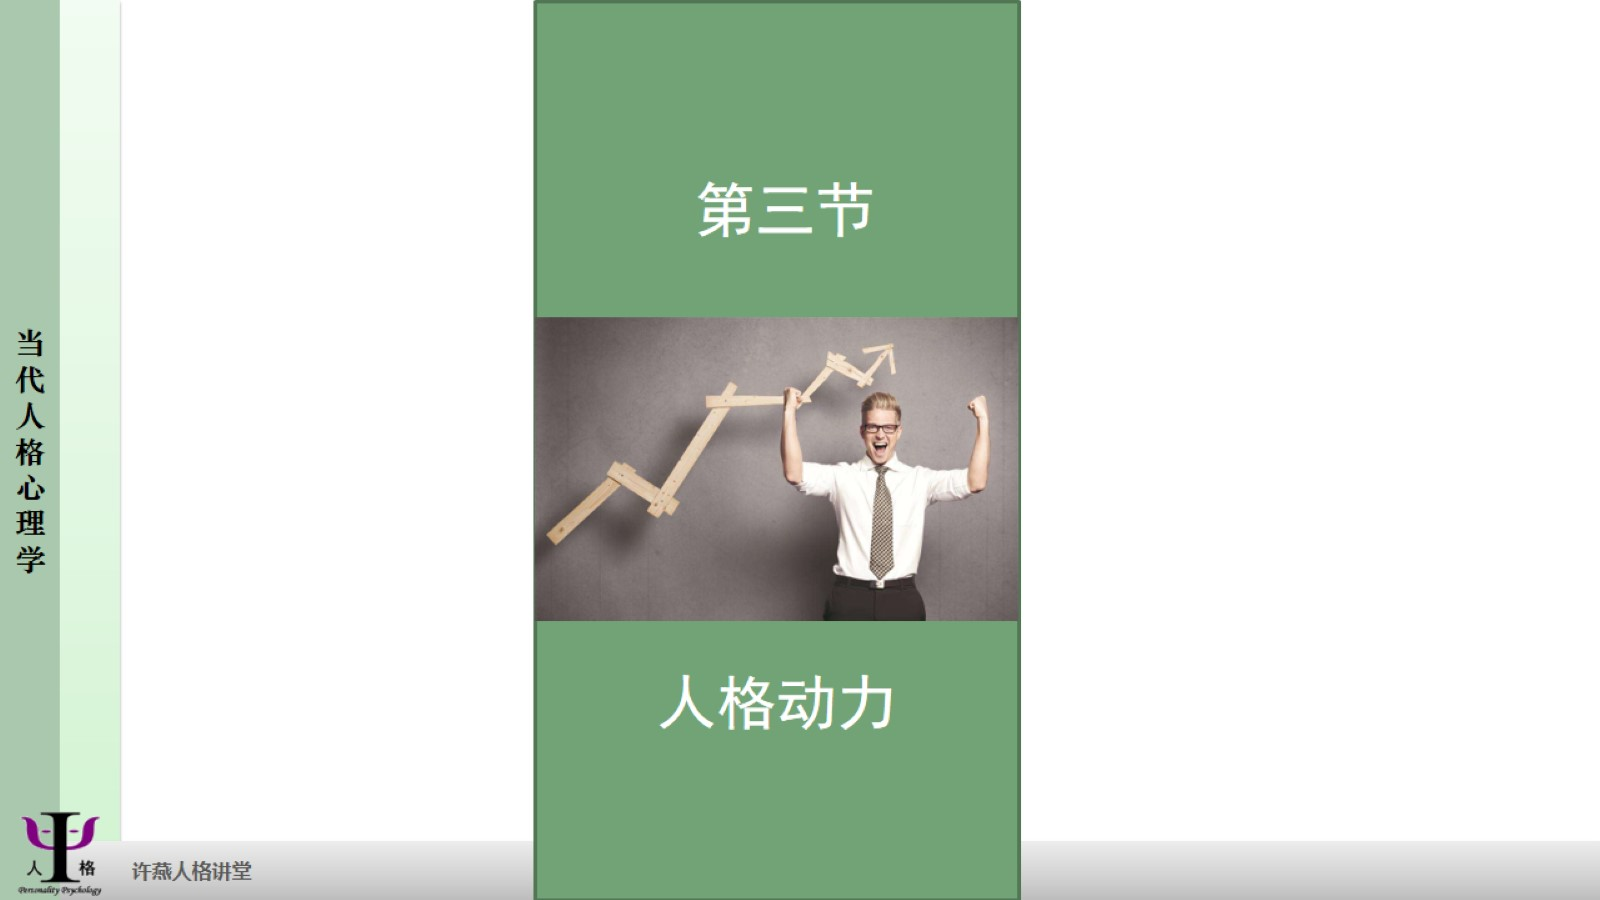 第三节
人格动力
当代人格心理学
人格
Personality Psychology
许燕人格讲堂